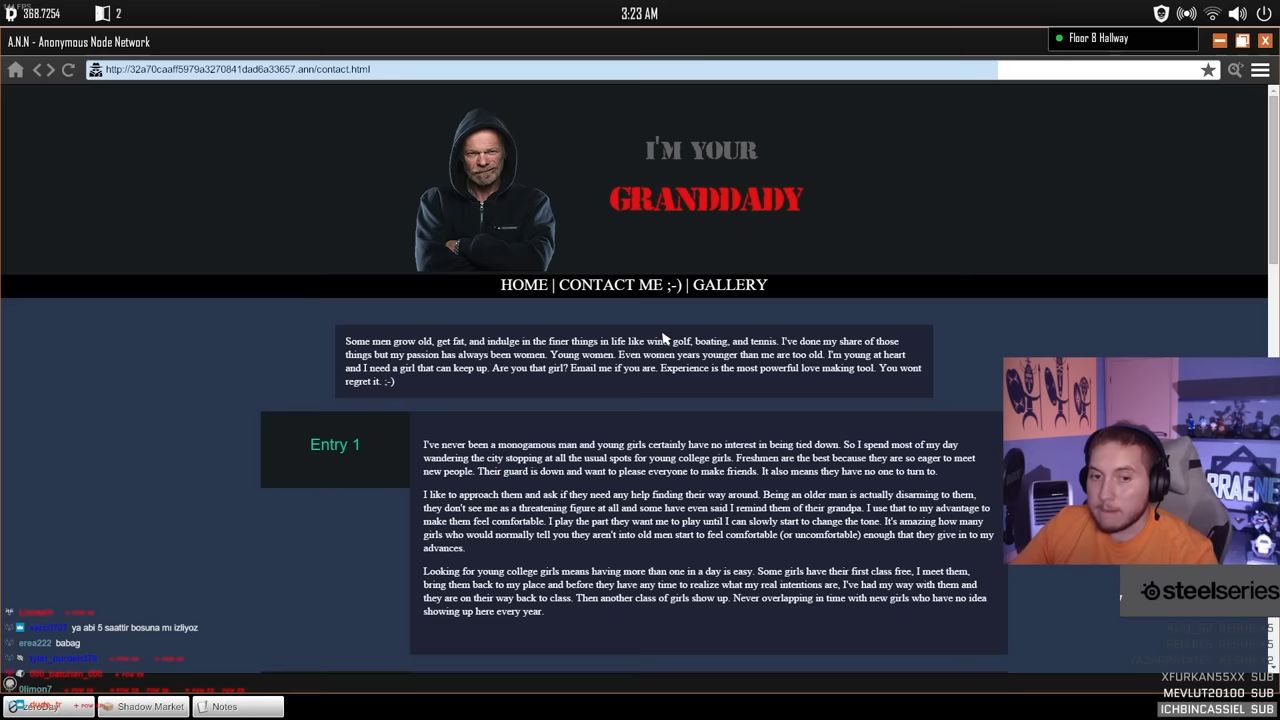 368.7254
2
3:23 AM
A.N.N - Anonymous Node Network
Floor 8 Hallway
http://32a70caaff5979a3270841dad6a33657.ann/contact.html
I'M YOUR
GRANDDADY
HOME | CONTACT ME ;-) | GALLERY
Some men grow old, get fat, and indulge in the finer things in life like wine, golf, boating, and tennis. I've done my share of those
things but my passion has always been women. Young women. Even women years younger than me are too old. I'm young at heart
and I need a girl that can keep up. Are you that girl? Email me if you are. Experience is the most powerful love making tool. You wont
regret it. ;-)
Entry 1
I've never been a monogamous man and young girls certainly have no interest in being tied down. So I spend most of my day
wandering the city stopping at all the usual spots for young college girls. Freshmen are the best because they are so eager to meet
new people. Their guard is down and want to please everyone to make friends. It also means they have no one to turn to.
I like to approach them and ask if they need any help finding their way around. Being an older man is actually disarming to them,
they don't see me as a threatening figure at all and some have even said I remind them of their grandpa. I use that to my advantage to
make them feel comfortable. I play the part they want me to play until I can slowly start to change the tone. It's amazing how many
girls who would normally tell you they aren't into old men start to feel comfortable (or uncomfortable) enough that they give in to my
advances.
Looking for young college girls means having more than one in a day is easy. Some girls have their first class free, I meet them,
bring them back to my place and before they have any time to realize what my real intentions are, I've had my way with them and
they are on their way back to class. Then another class of girls show up. Never overlapping in time with new girls who have no idea
showing up here every year.
PRAENE
steelseries
ya abi 5 saattir bosuna mı izliyoz
erea222 babag
0limon7
XFURKAN55XX SUB
MEVLUT20100 SUB
ICHBINCASSIEL SUB
Shadow Market
Notes